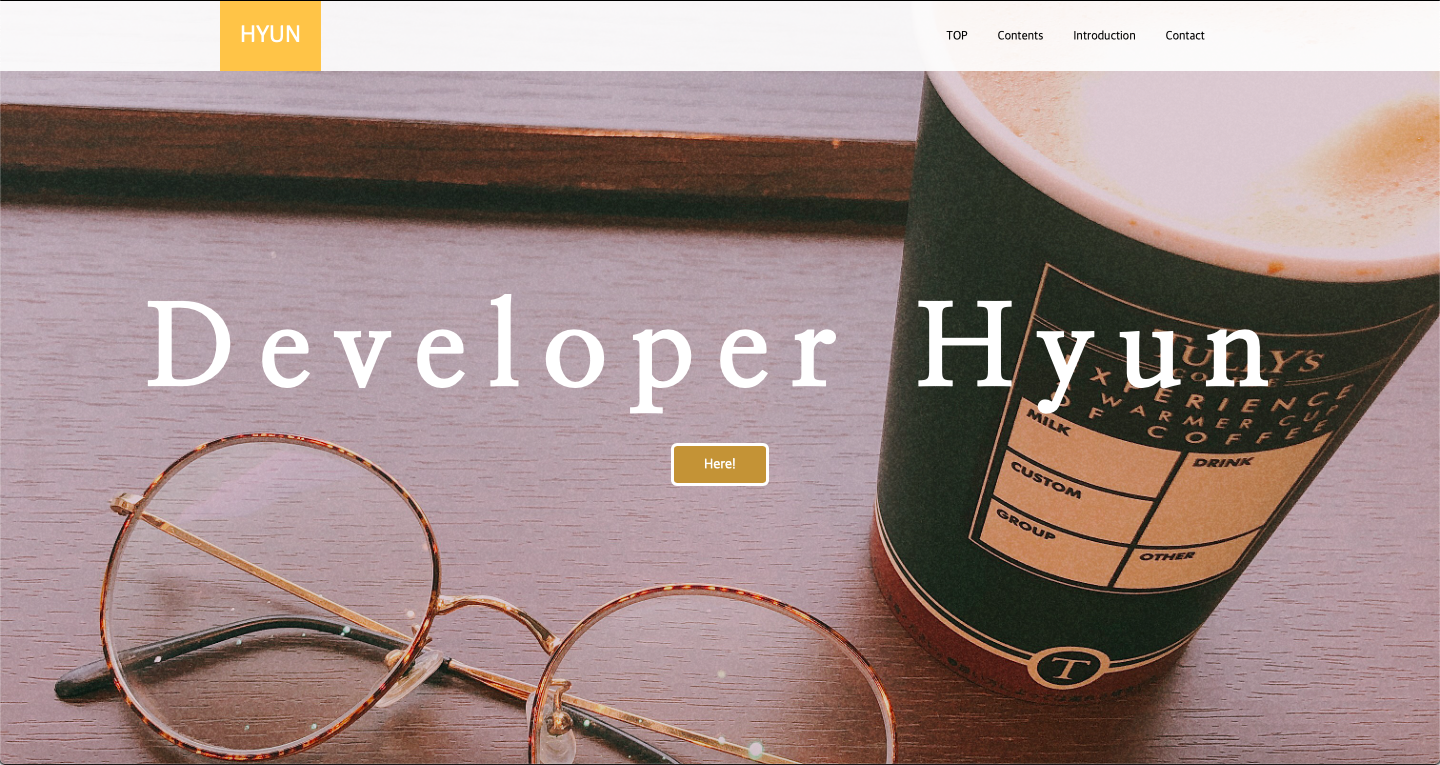 HYUN
TOP Contents Introduction Contact
Developer Hyun
Here!
TULLY'S
COFFEE
EXPERIENCE
A WARMER CUP
OF COFFEE
MILK
DRINK
CUSTOM
GROUP
OTHER
T